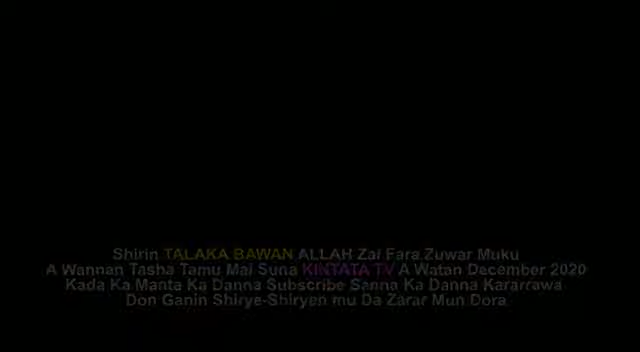 Shirin TALAKA BAWAN ALLAH Zai Fara Zuwar Muku
A Wannan Tasha Tamu Mai Suna KINTATA TV A Watan December 2020
Kada Ka Manta Ka Danna Subscribe Sanna Ka Danna Kararrawa
Don Ganin Shirye-Shiryen mu Da Zarar Mun Dora